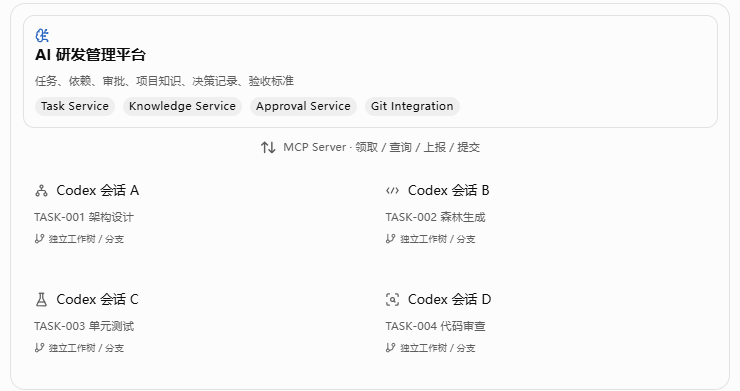 AI 研发管理平台
任务、依赖、审批、项目知识、决策记录、验收标准
Task Service Knowledge Service Approval Service Git Integration
MCP Server · 领取 / 查询 / 上报 / 提交
Codex 会话 A
TASK-001 架构设计
独立工作树 / 分支
Codex 会话 B
TASK-002 森林生成
独立工作树 / 分支
Codex 会话 C
TASK-003 单元测试
独立工作树 / 分支
Codex 会话 D
TASK-004 代码审查
独立工作树 / 分支